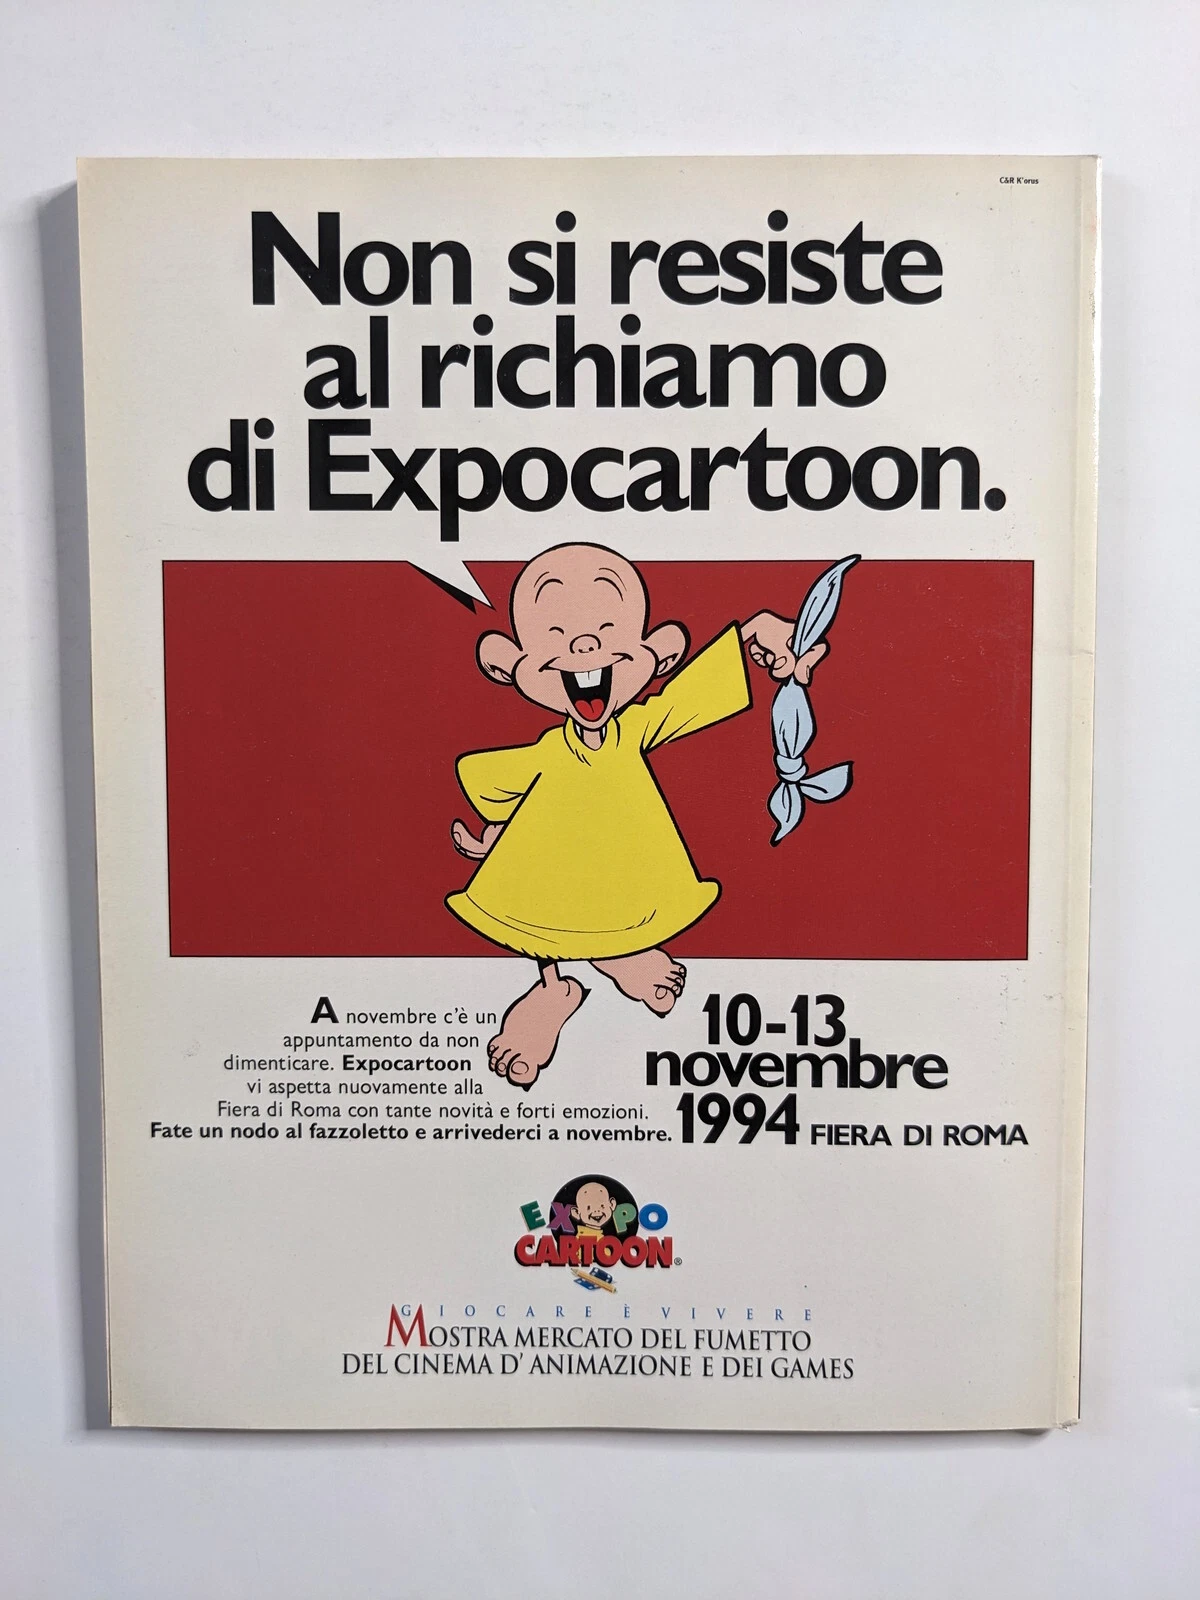 C&R K'orus
Non si resiste
al richiamo
di Expocartoon.
A novembre c'è un
appuntamento da non
dimenticare. Expocartoon
vi aspetta nuovamente alla
Fiera di Roma con tante novità e forti emozioni.
Fate un nodo al fazzoletto e arrivederci a novembre.
10-13
novembre
1994 FIERA DI ROMA
EXPO
CARTOON®
GIOCARE È VIVERE
MOSTRA MERCATO DEL FUMETTO
DEL CINEMA D'ANIMAZIONE E DEI GAMES